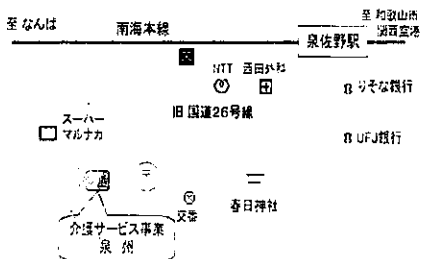 至 なんば
南海本線
至 和歌山市
関西空港
泉佐野駅
NTT
西田外科
りそな銀行
旧 国道26号線
スーパー
マルナカ
UFJ銀行
〒
交番
春日神社
介護サービス事業
泉 州